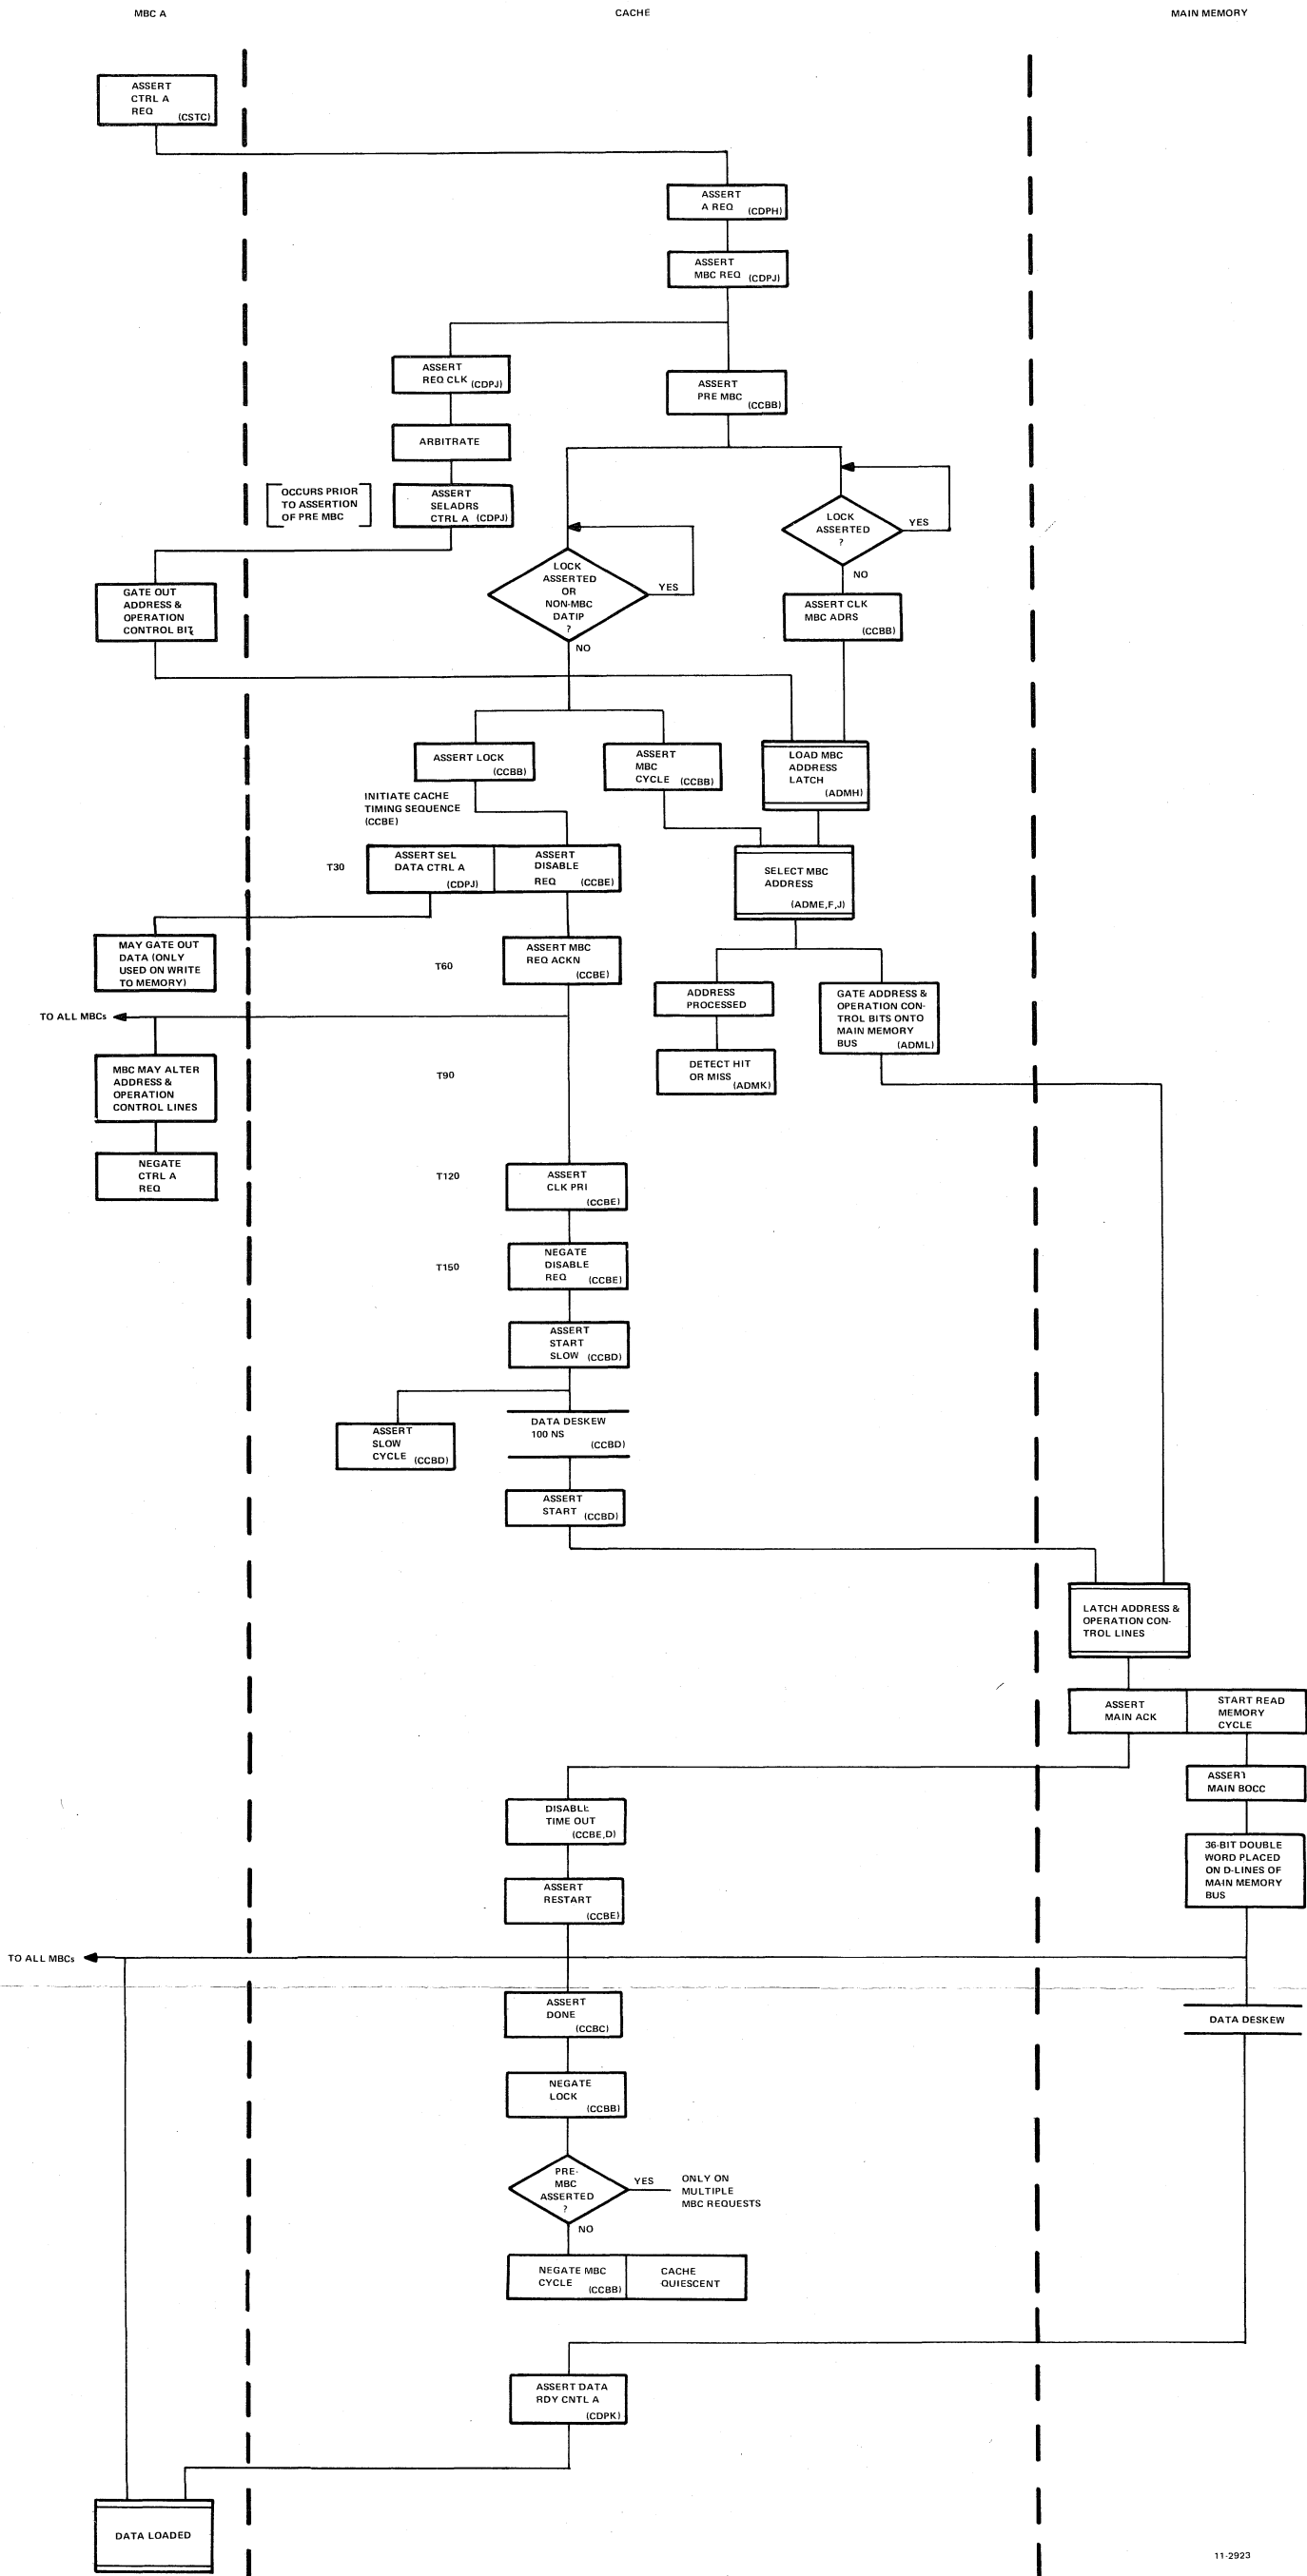 MBC A
CACHE
MAIN MEMORY
ASSERT
CTRL A
REQ
(CSTC)
ASSERT
A REQ
(CDPH)
ASSERT
MBC REQ
(CDPJ)
ASSERT
REQ CLK
(CDPJ)
ASSERT
PRE MBC
(CCBB)
ARBITRATE
OCCURS PRIOR
TO ASSERTION
OF PRE MBC
ASSERT
SELADRS
CTRL A (CDPJ)
LOCK
ASSERTED
?
YES
NO
LOCK
ASSERTED
OR
NON-MBC
DATIP
?
YES
NO
GATE OUT
ADDRESS &
OPERATION
CONTROL BIT
ASSERT CLK
MBC ADRS
(CCBB)
ASSERT LOCK
(CCBB)
ASSERT
MBC
CYCLE (CCBB)
LOAD MBC
ADDRESS
LATCH
(ADMH)
INITIATE CACHE
TIMING SEQUENCE
(CCBE)
T30
ASSERT SEL
DATA CTRL A
(CDPJ)
ASSERT
DISABLE
REQ (CCBE)
SELECT MBC
ADDRESS
(ADME,F,J)
MAY GATE OUT
DATA (ONLY
USED ON WRITE
TO MEMORY)
T60
ASSERT MBC
REQ ACKN
(CCBE)
ADDRESS
PROCESSED
GATE ADDRESS &
OPERATION CON-
TROL BITS ONTO
MAIN MEMORY
BUS (ADML)
TO ALL MBCs
MBC MAY ALTER
ADDRESS &
OPERATION
CONTROL LINES
T90
DETECT HIT
OR MISS
(ADMK)
NEGATE
CTRL A
REQ
T120
ASSERT
CLK PRI
(CCBE)
T150
NEGATE
DISABLE
REQ (CCBE)
ASSERT
START
SLOW (CCBD)
ASSERT
SLOW
CYCLE (CCBD)
DATA DESKEW
100 NS
(CCBD)
ASSERT
START
(CCBD)
LATCH ADDRESS &
OPERATION CON-
TROL LINES
ASSERT
MAIN ACK
START READ
MEMORY
CYCLE
ASSERT
MAIN BOCC
DISABLE
TIME OUT
(CCBE,D)
36-BIT DOUBLE
WORD PLACED
ON D-LINES OF
MAIN MEMORY
BUS
ASSERT
RESTART
(CCBE)
TO ALL MBCs
ASSERT
DONE
(CCBC)
DATA DESKEW
NEGATE
LOCK
(CCBB)
PRE-
MBC
ASSERTED
?
YES
ONLY ON
MULTIPLE
MBC REQUESTS
NO
NEGATE MBC
CYCLE
(CCBB)
CACHE
QUIESCENT
ASSERT DATA
RDY CNTL A
(CDPK)
DATA LOADED
11-2923